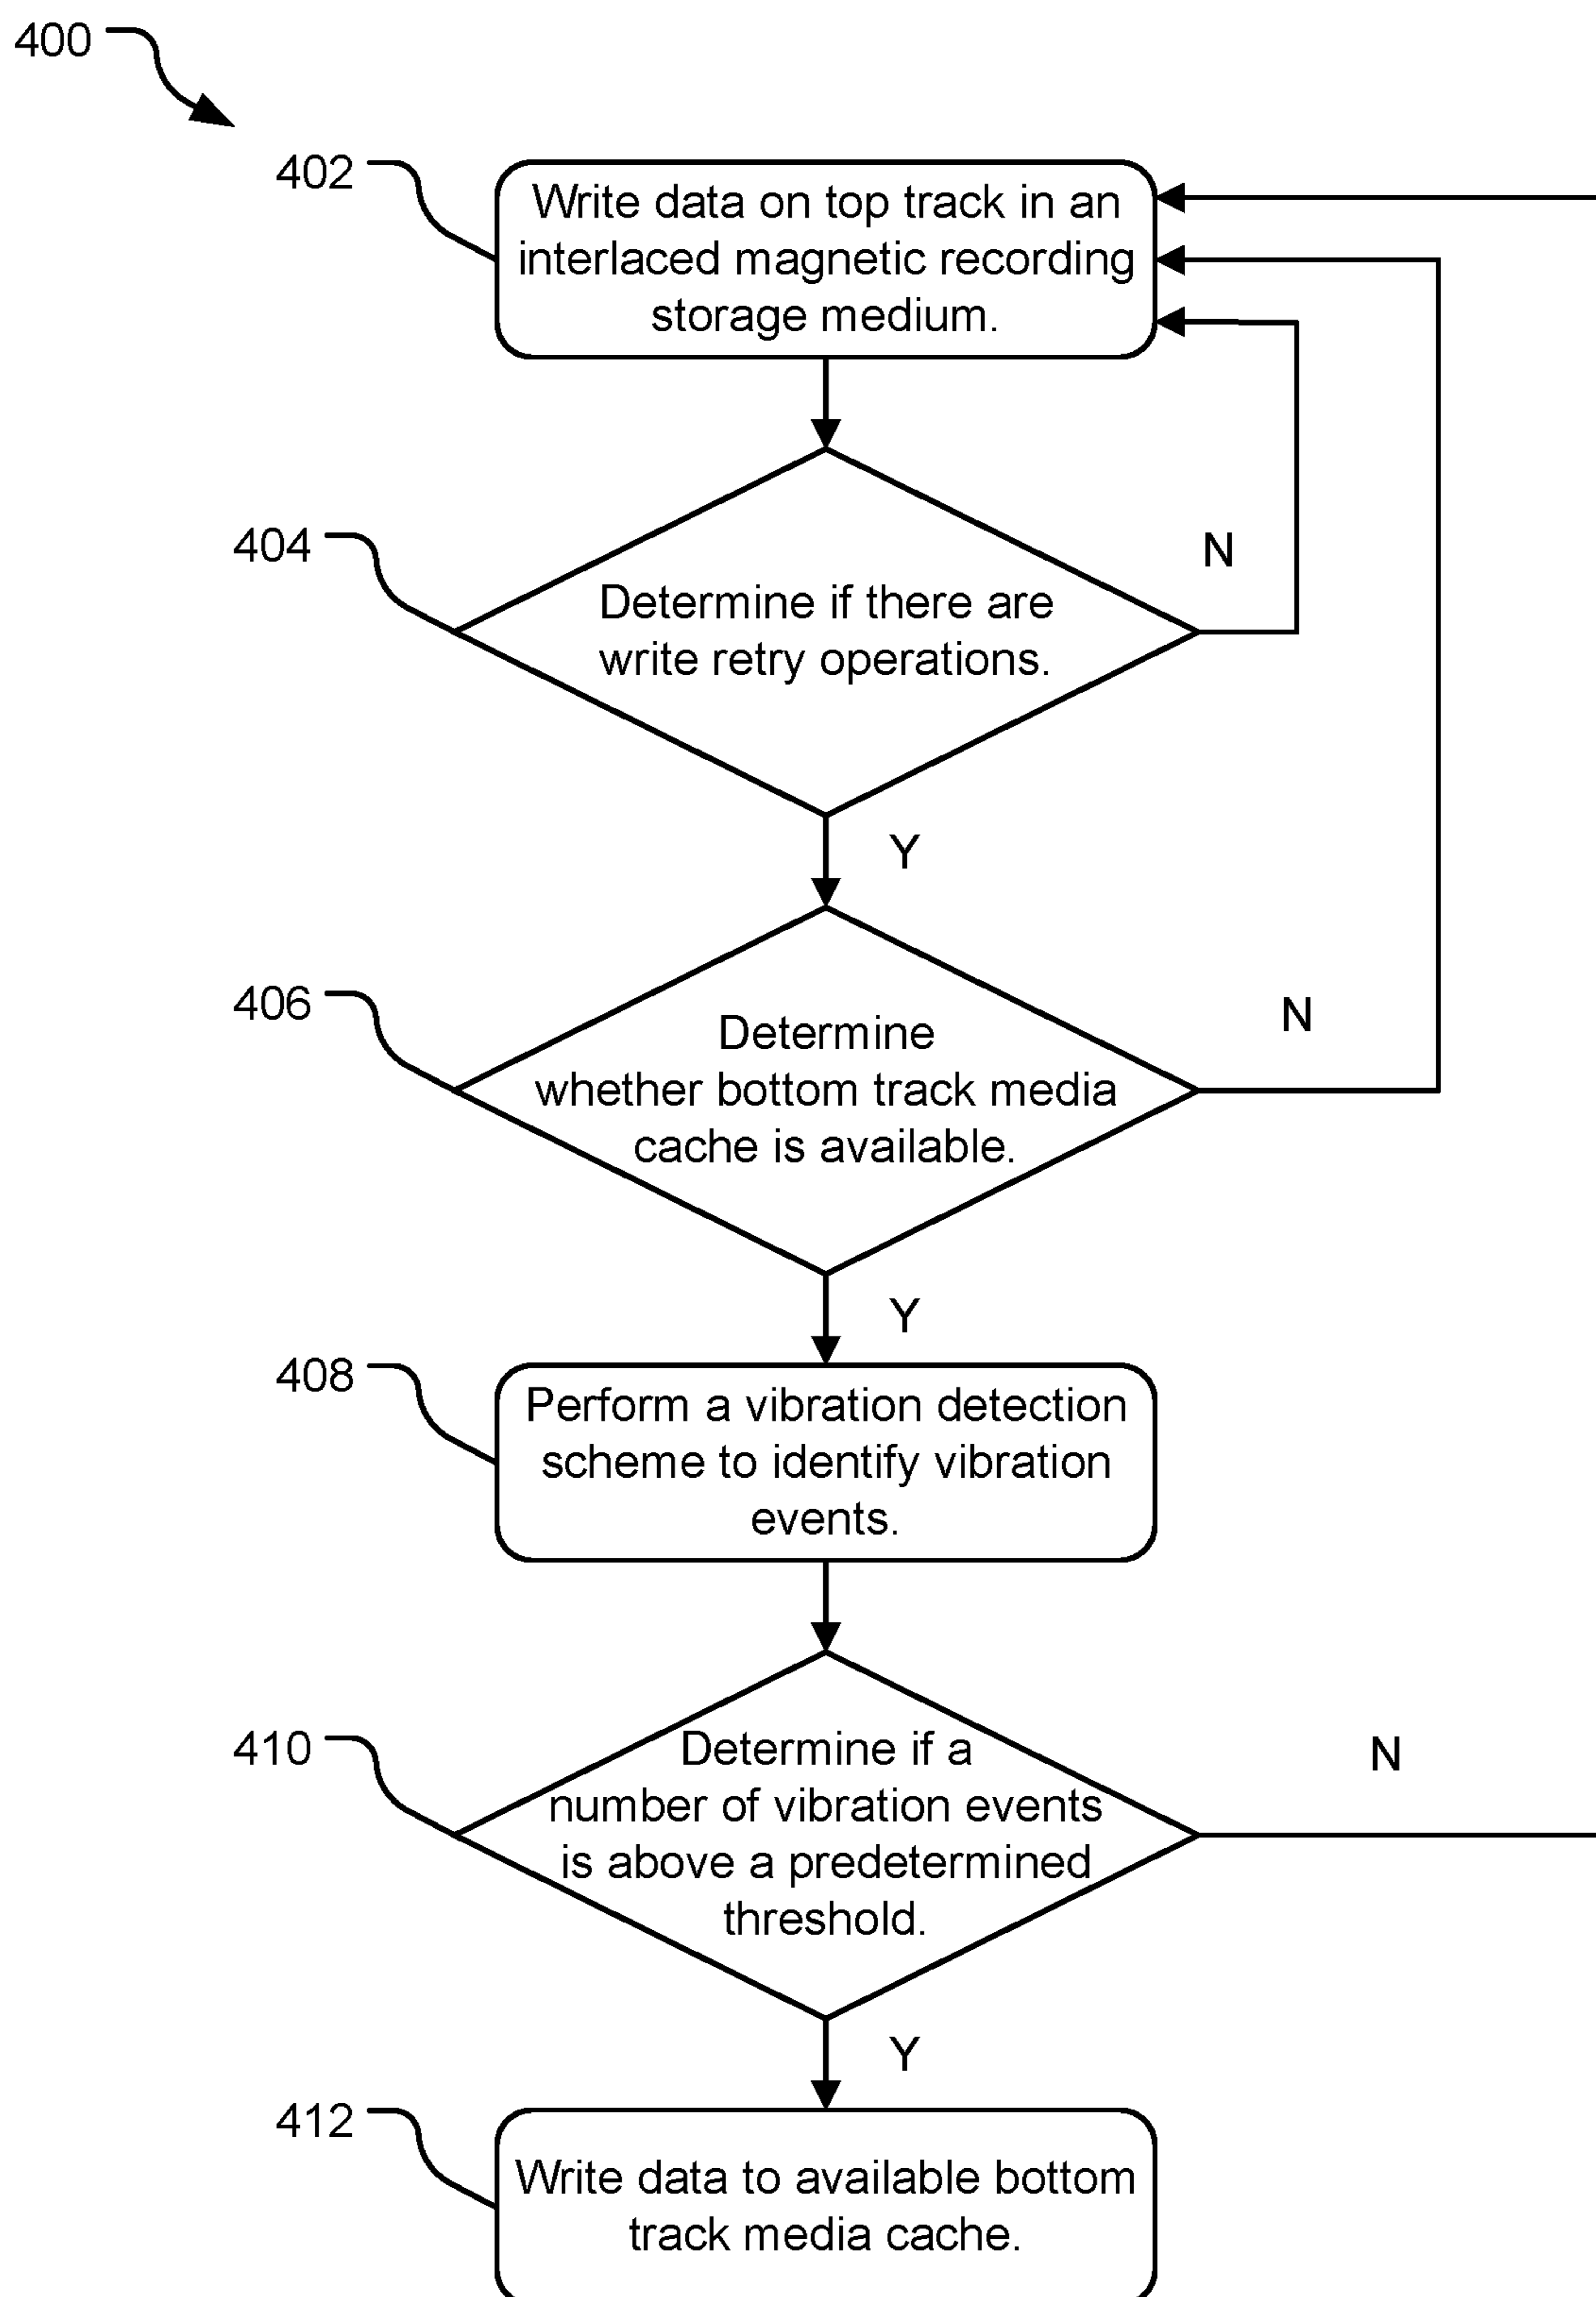 400
402
Write data on top track in an
interlaced magnetic recording
storage medium.
404
Determine if there are
write retry operations.
N
Y
406
Determine
whether bottom track media
cache is available.
N
Y
408
Perform a vibration detection
scheme to identify vibration
events.
410
Determine if a
number of vibration events
is above a predetermined
threshold.
N
Y
412
Write data to available bottom
track media cache.